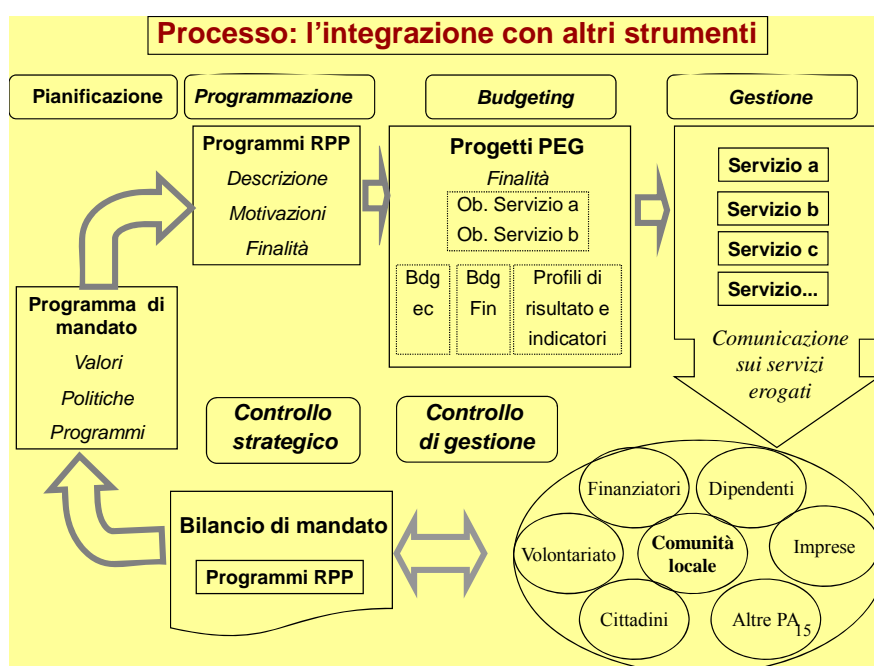 Processo: l'integrazione con altri strumenti
Pianificazione
Programmazione
Budgeting
Gestione
Programmi RPP
Descrizione
Motivazioni
Finalità
Progetti PEG
Finalità
Ob. Servizio a
Ob. Servizio b
Bdg
ec
Bdg
Fin
Profili di
risultato e
indicatori
Servizio a
Servizio b
Servizio c
Servizio...
Comunicazione
sui servizi
erogati
Programma di
mandato
Valori
Politiche
Programmi
Controllo
strategico
Controllo
di gestione
Bilancio di mandato
Programmi RPP
Finanziatori
Dipendenti
Volontariato
Comunità
locale
Imprese
Cittadini
Altre PA
15